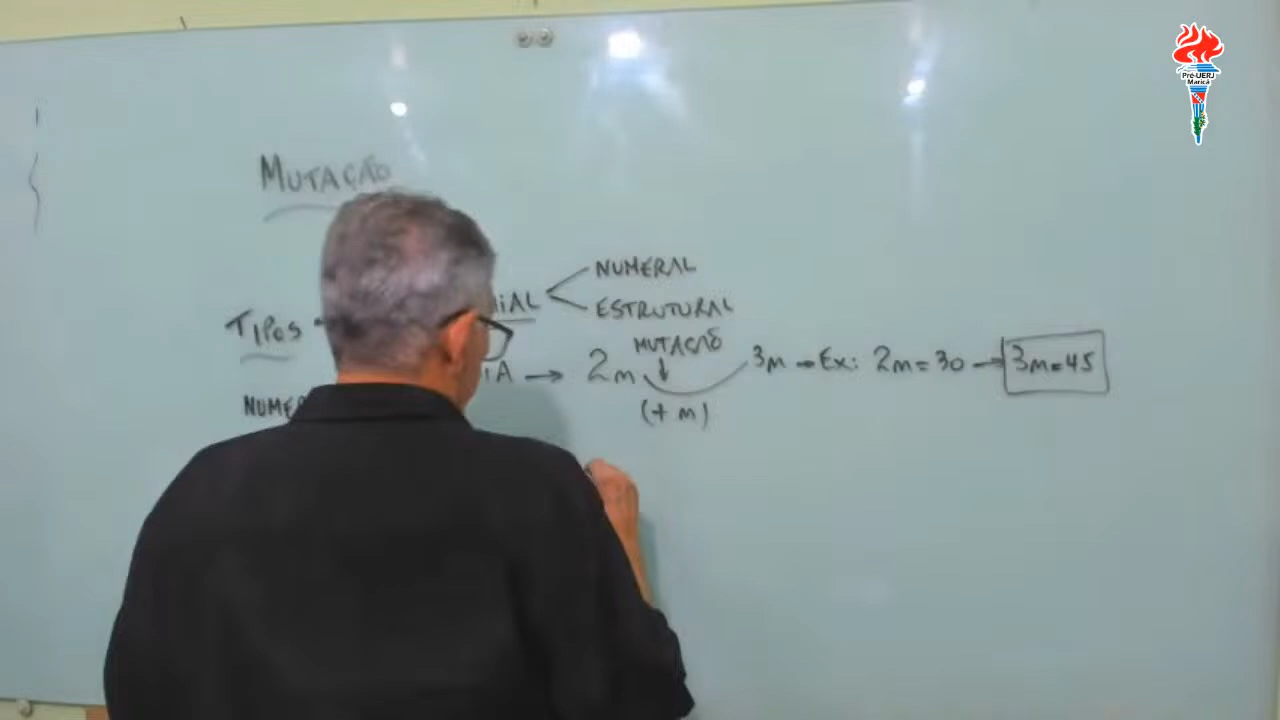 MUTAÇÃO
NUMERAL
TIPOS
ESTRUTURAL
MUTAÇÃO
2m 3m → Ex: 2m = 30 → 3m = 45
(+ m)
Pré-UERJ
Maricá